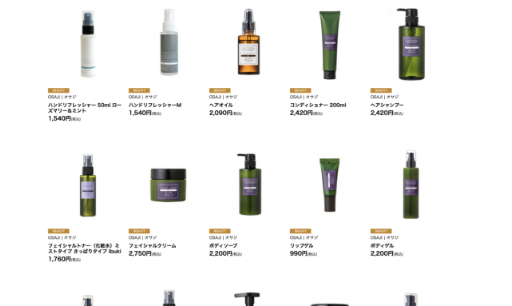 BEAUTY
OSAJI | オサジ
ハンドリフレッシャー 50ml ロー
ズマリー＆ミント
1,540円(税込)
BEAUTY
OSAJI | オサジ
ハンドリフレッシャーM
1,540円(税込)
BEAUTY
OSAJI | オサジ
ヘアオイル
2,090円(税込)
BEAUTY
OSAJI | オサジ
コンディショナー 200ml
2,420円(税込)
BEAUTY
OSAJI | オサジ
ヘアシャンプー
2,420円(税込)
BEAUTY
OSAJI | オサジ
フェイシャルトナー（化粧水）ミ
ストタイプ さっぱりタイプ Ibuki
1,760円(税込)
BEAUTY
OSAJI | オサジ
フェイシャルクリーム
2,750円(税込)
BEAUTY
OSAJI | オサジ
ボディソープ
2,200円(税込)
BEAUTY
OSAJI | オサジ
リップゲル
990円(税込)
BEAUTY
OSAJI | オサジ
ボディゲル
2,200円(税込)